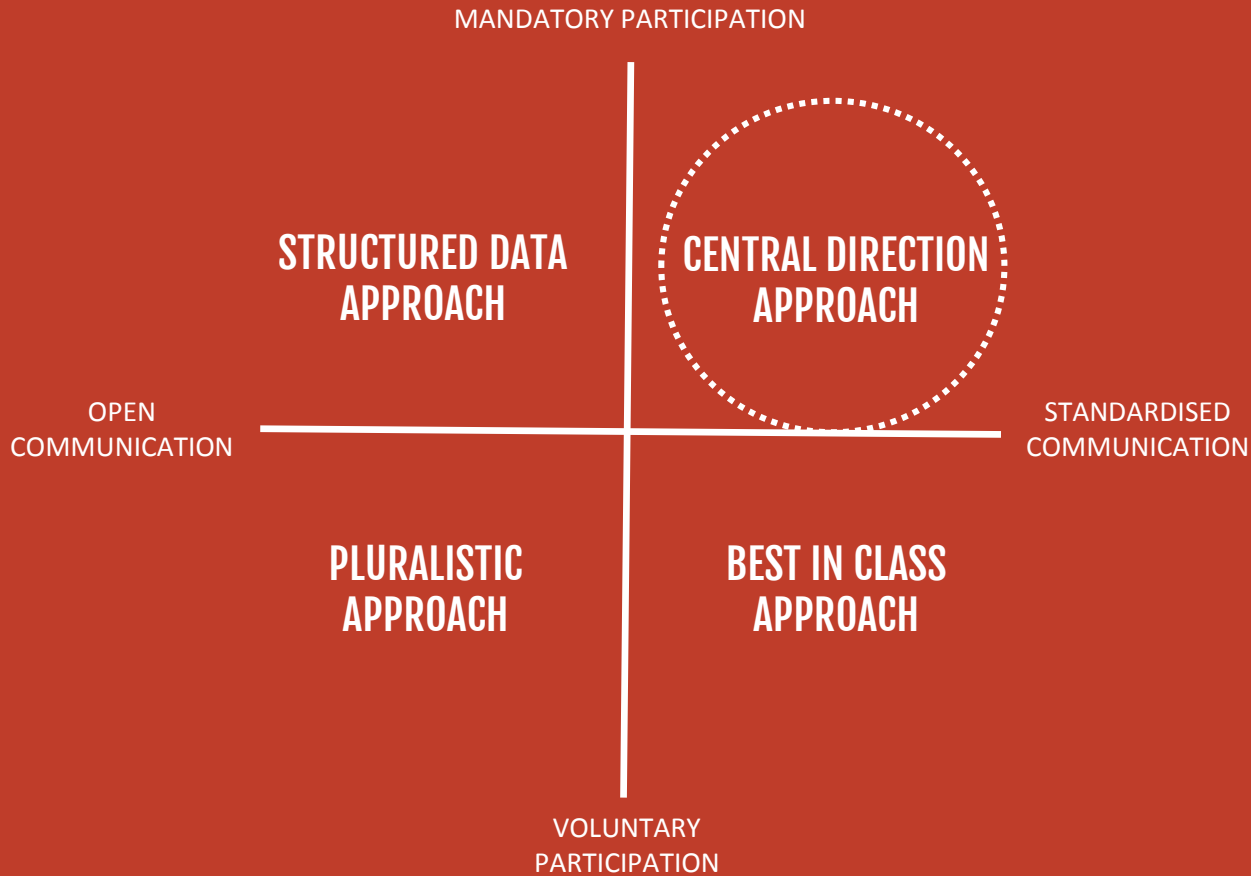 MANDATORY PARTICIPATION
STRUCTURED DATA
APPROACH
CENTRAL DIRECTION
APPROACH
OPEN
COMMUNICATION
STANDARDISED
COMMUNICATION
PLURALISTIC
APPROACH
BEST IN CLASS
APPROACH
VOLUNTARY
PARTICIPATION